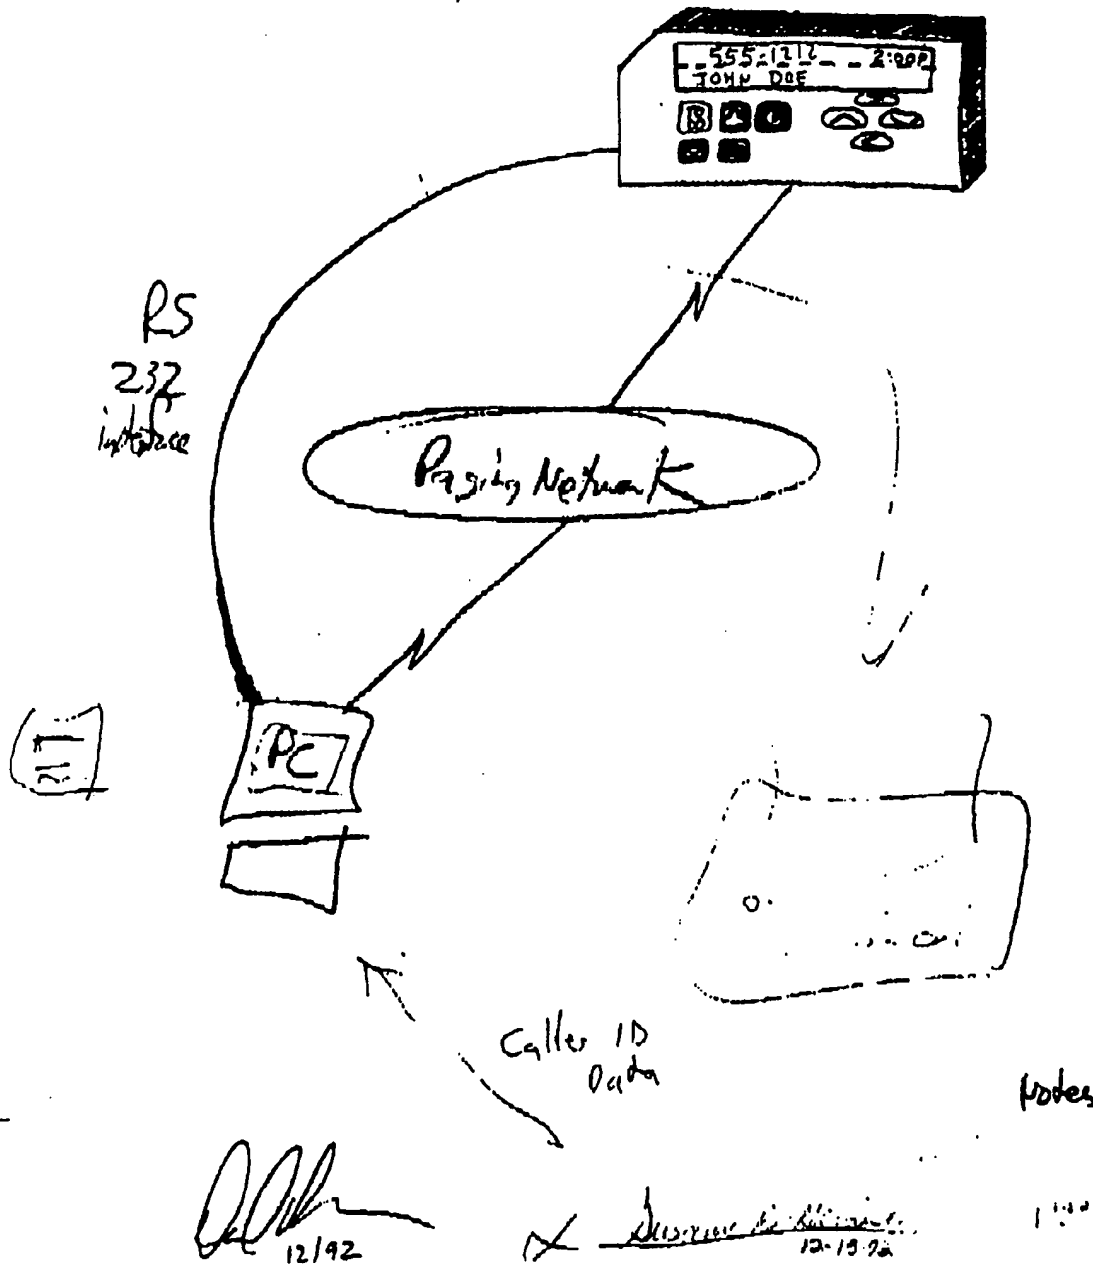 555-1212 2:00P
JOHN DOE
RS
232
interface
Paging Network
PC
Caller ID
Data
Notes
12/92
12-15-92